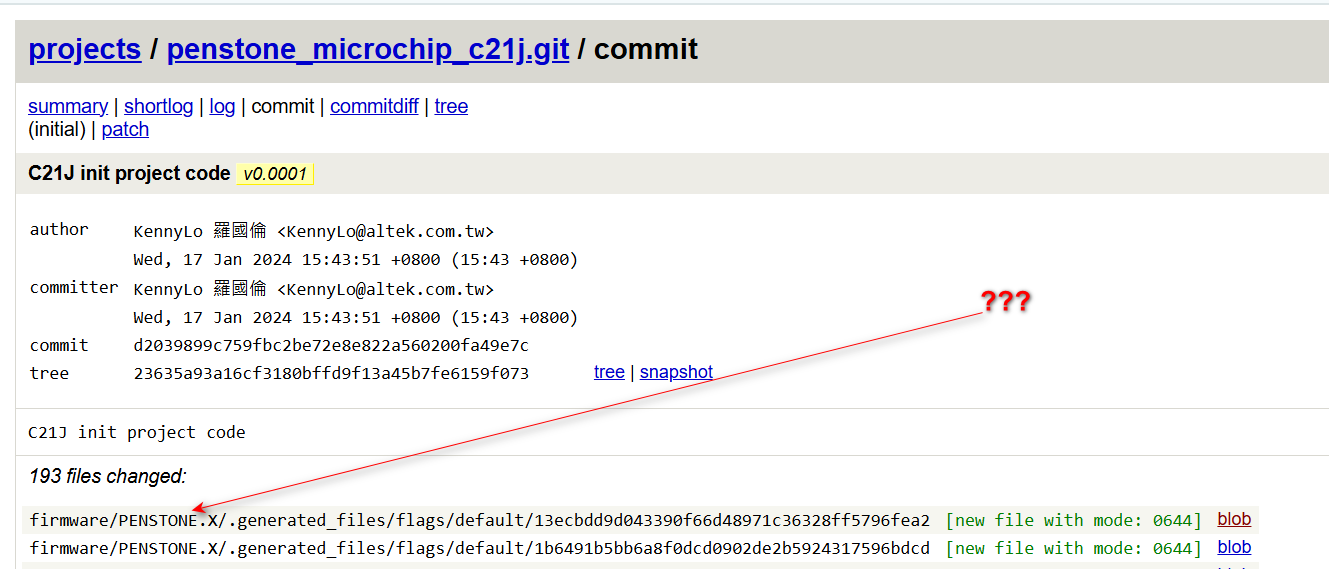 projects / penstone_microchip_c21j.git / commit
summary | shortlog | log | commit | commitdiff | tree
(initial) | patch
C21J init project code v0.0001
author KennyLo 羅國倫 <KennyLo@altek.com.tw>
Wed, 17 Jan 2024 15:43:51 +0800 (15:43 +0800)
committer KennyLo 羅國倫 <KennyLo@altek.com.tw>
???
Wed, 17 Jan 2024 15:43:51 +0800 (15:43 +0800)
commit d2039899c759fbc2be72e8e822a560200fa49e7c
tree 23635a93a16cf3180bffd9f13a45b7fe6159f073 tree | snapshot
C21J init project code
193 files changed:
firmware/PENSTONE.X/.generated_files/flags/default/13ecbdd9d043390f66d48971c36328ff5796fea2 [new file with mode: 0644] blob
firmware/PENSTONE.X/.generated_files/flags/default/1b6491b5bb6a8f0dcd0902de2b5924317596bdcd [new file with mode: 0644] blob